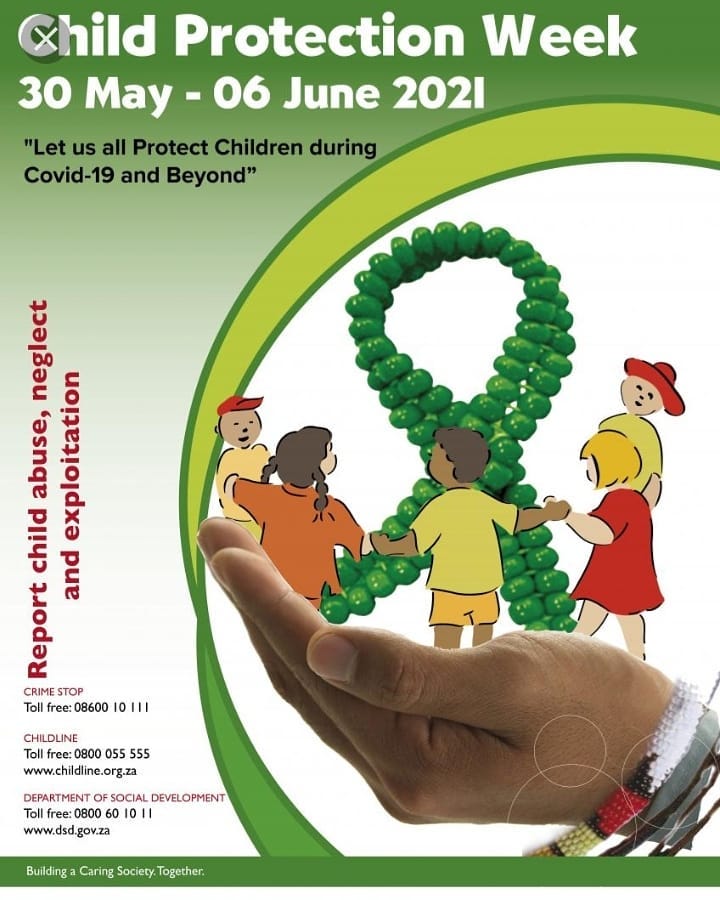 Child Protection Week
30 May - 06 June 2021
"Let us all Protect Children during
Covid-19 and Beyond”
Report child abuse, neglect
and exploitation
CRIME STOP
Toll free: 08600 10 111
CHILDLINE
Toll free: 0800 055 555
www.childline.org.za
DEPARTMENT OF SOCIAL DEVELOPMENT
Toll free: 0800 60 10 11
www.dsd.gov.za
Building a Caring Society. Together.